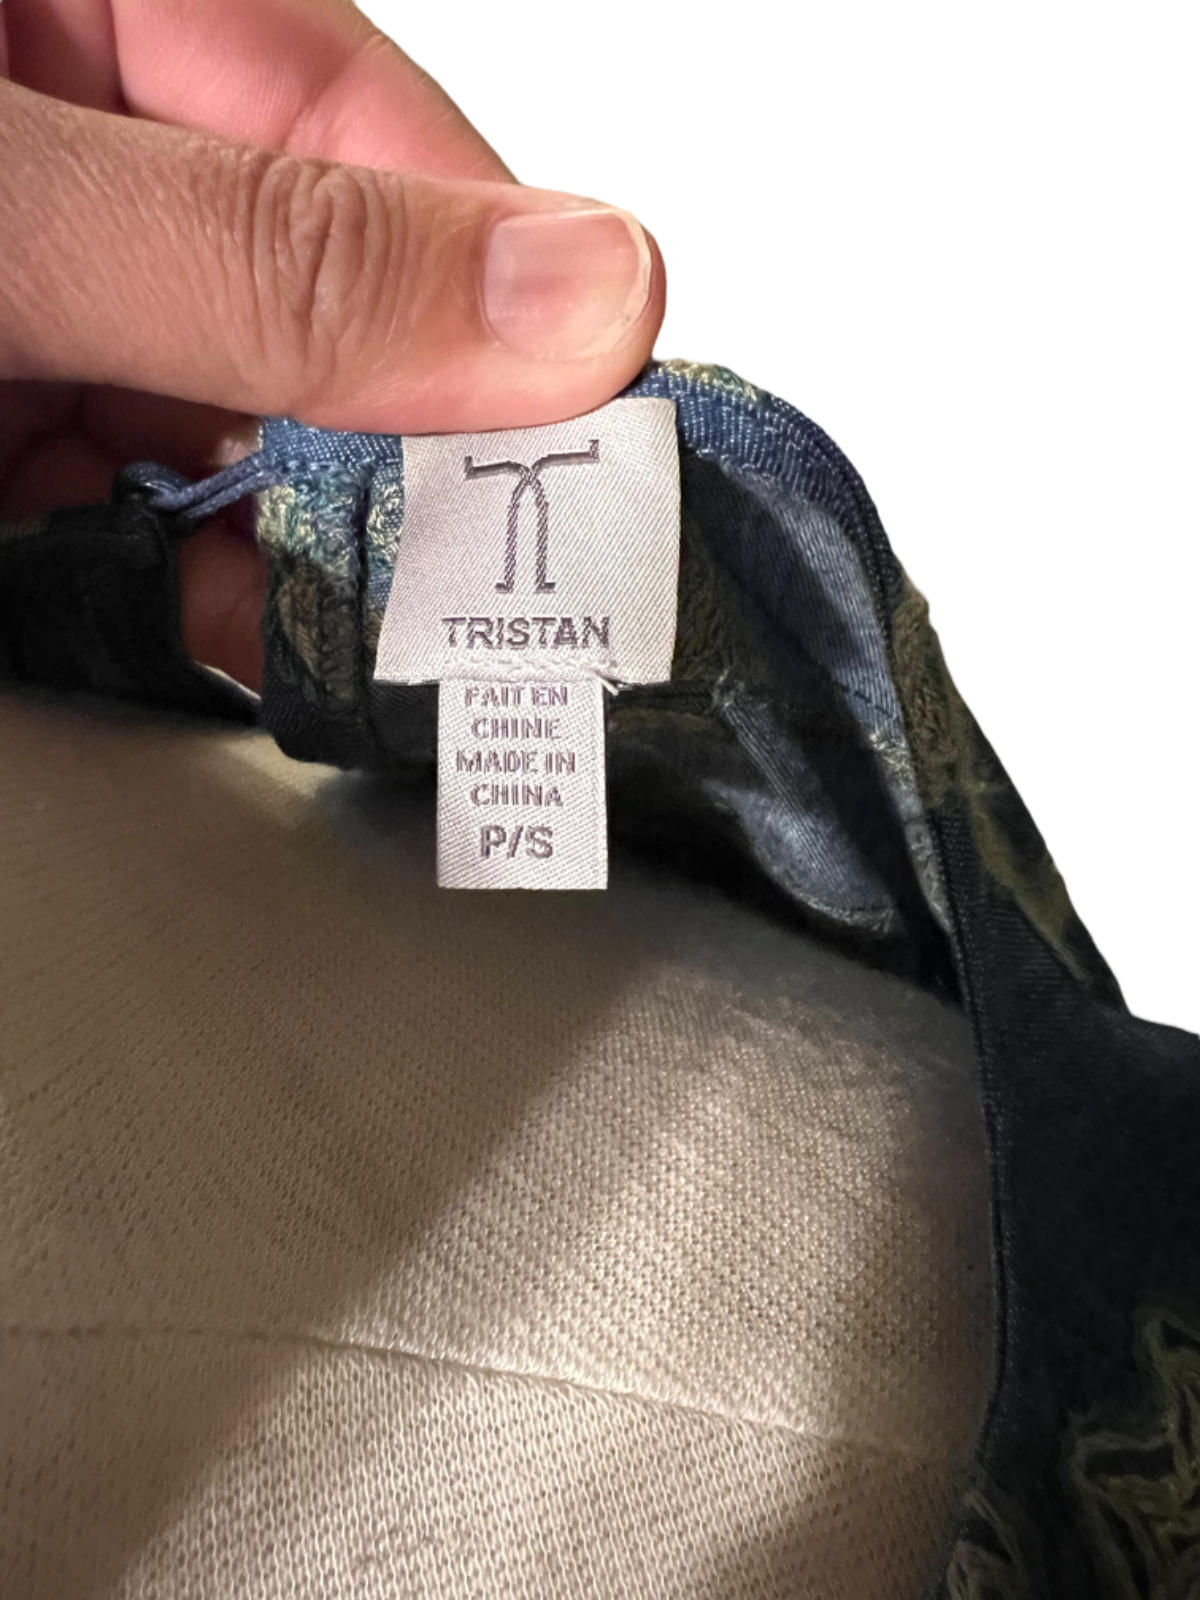 TRISTAN
FAIT EN
CHINE
MADE IN
CHINA
P/S